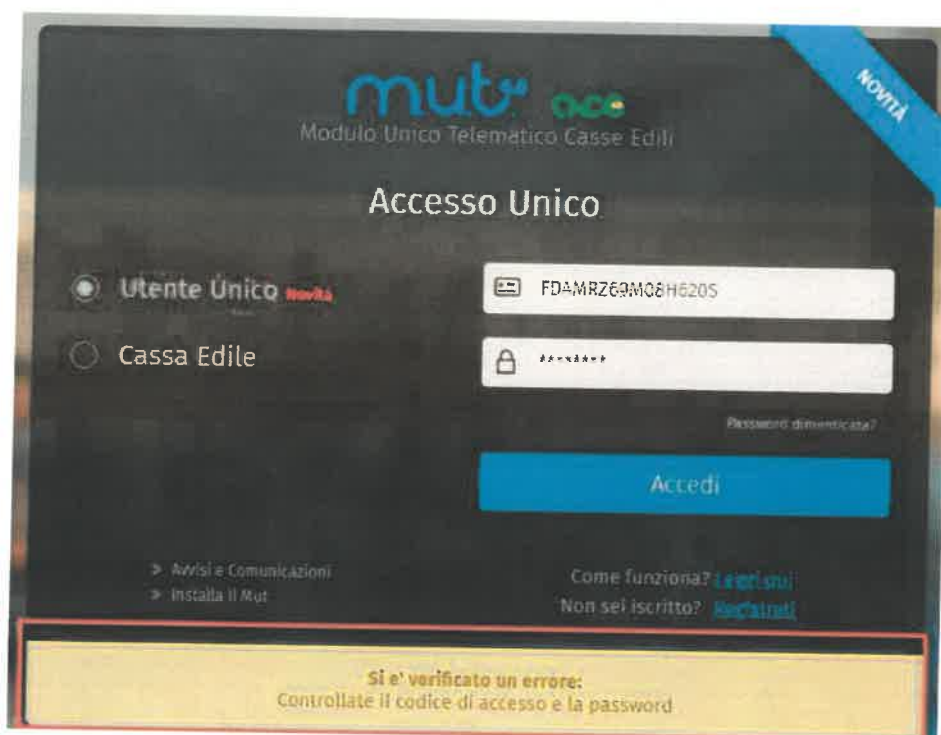 NOVITÀ
mut ace
Modulo Unico Telematico Casse Edili
Accesso Unico
Utente Unico Novità
FDAMRZ69M08H620S
Cassa Edile
********
Password dimenticata?
Accedi
> Avvisi e Comunicazioni
> Installa il Mut
Come funziona? Leggi qui
Non sei iscritto? Registrati
Si e' verificato un errore:
Controllate il codice di accesso e la password